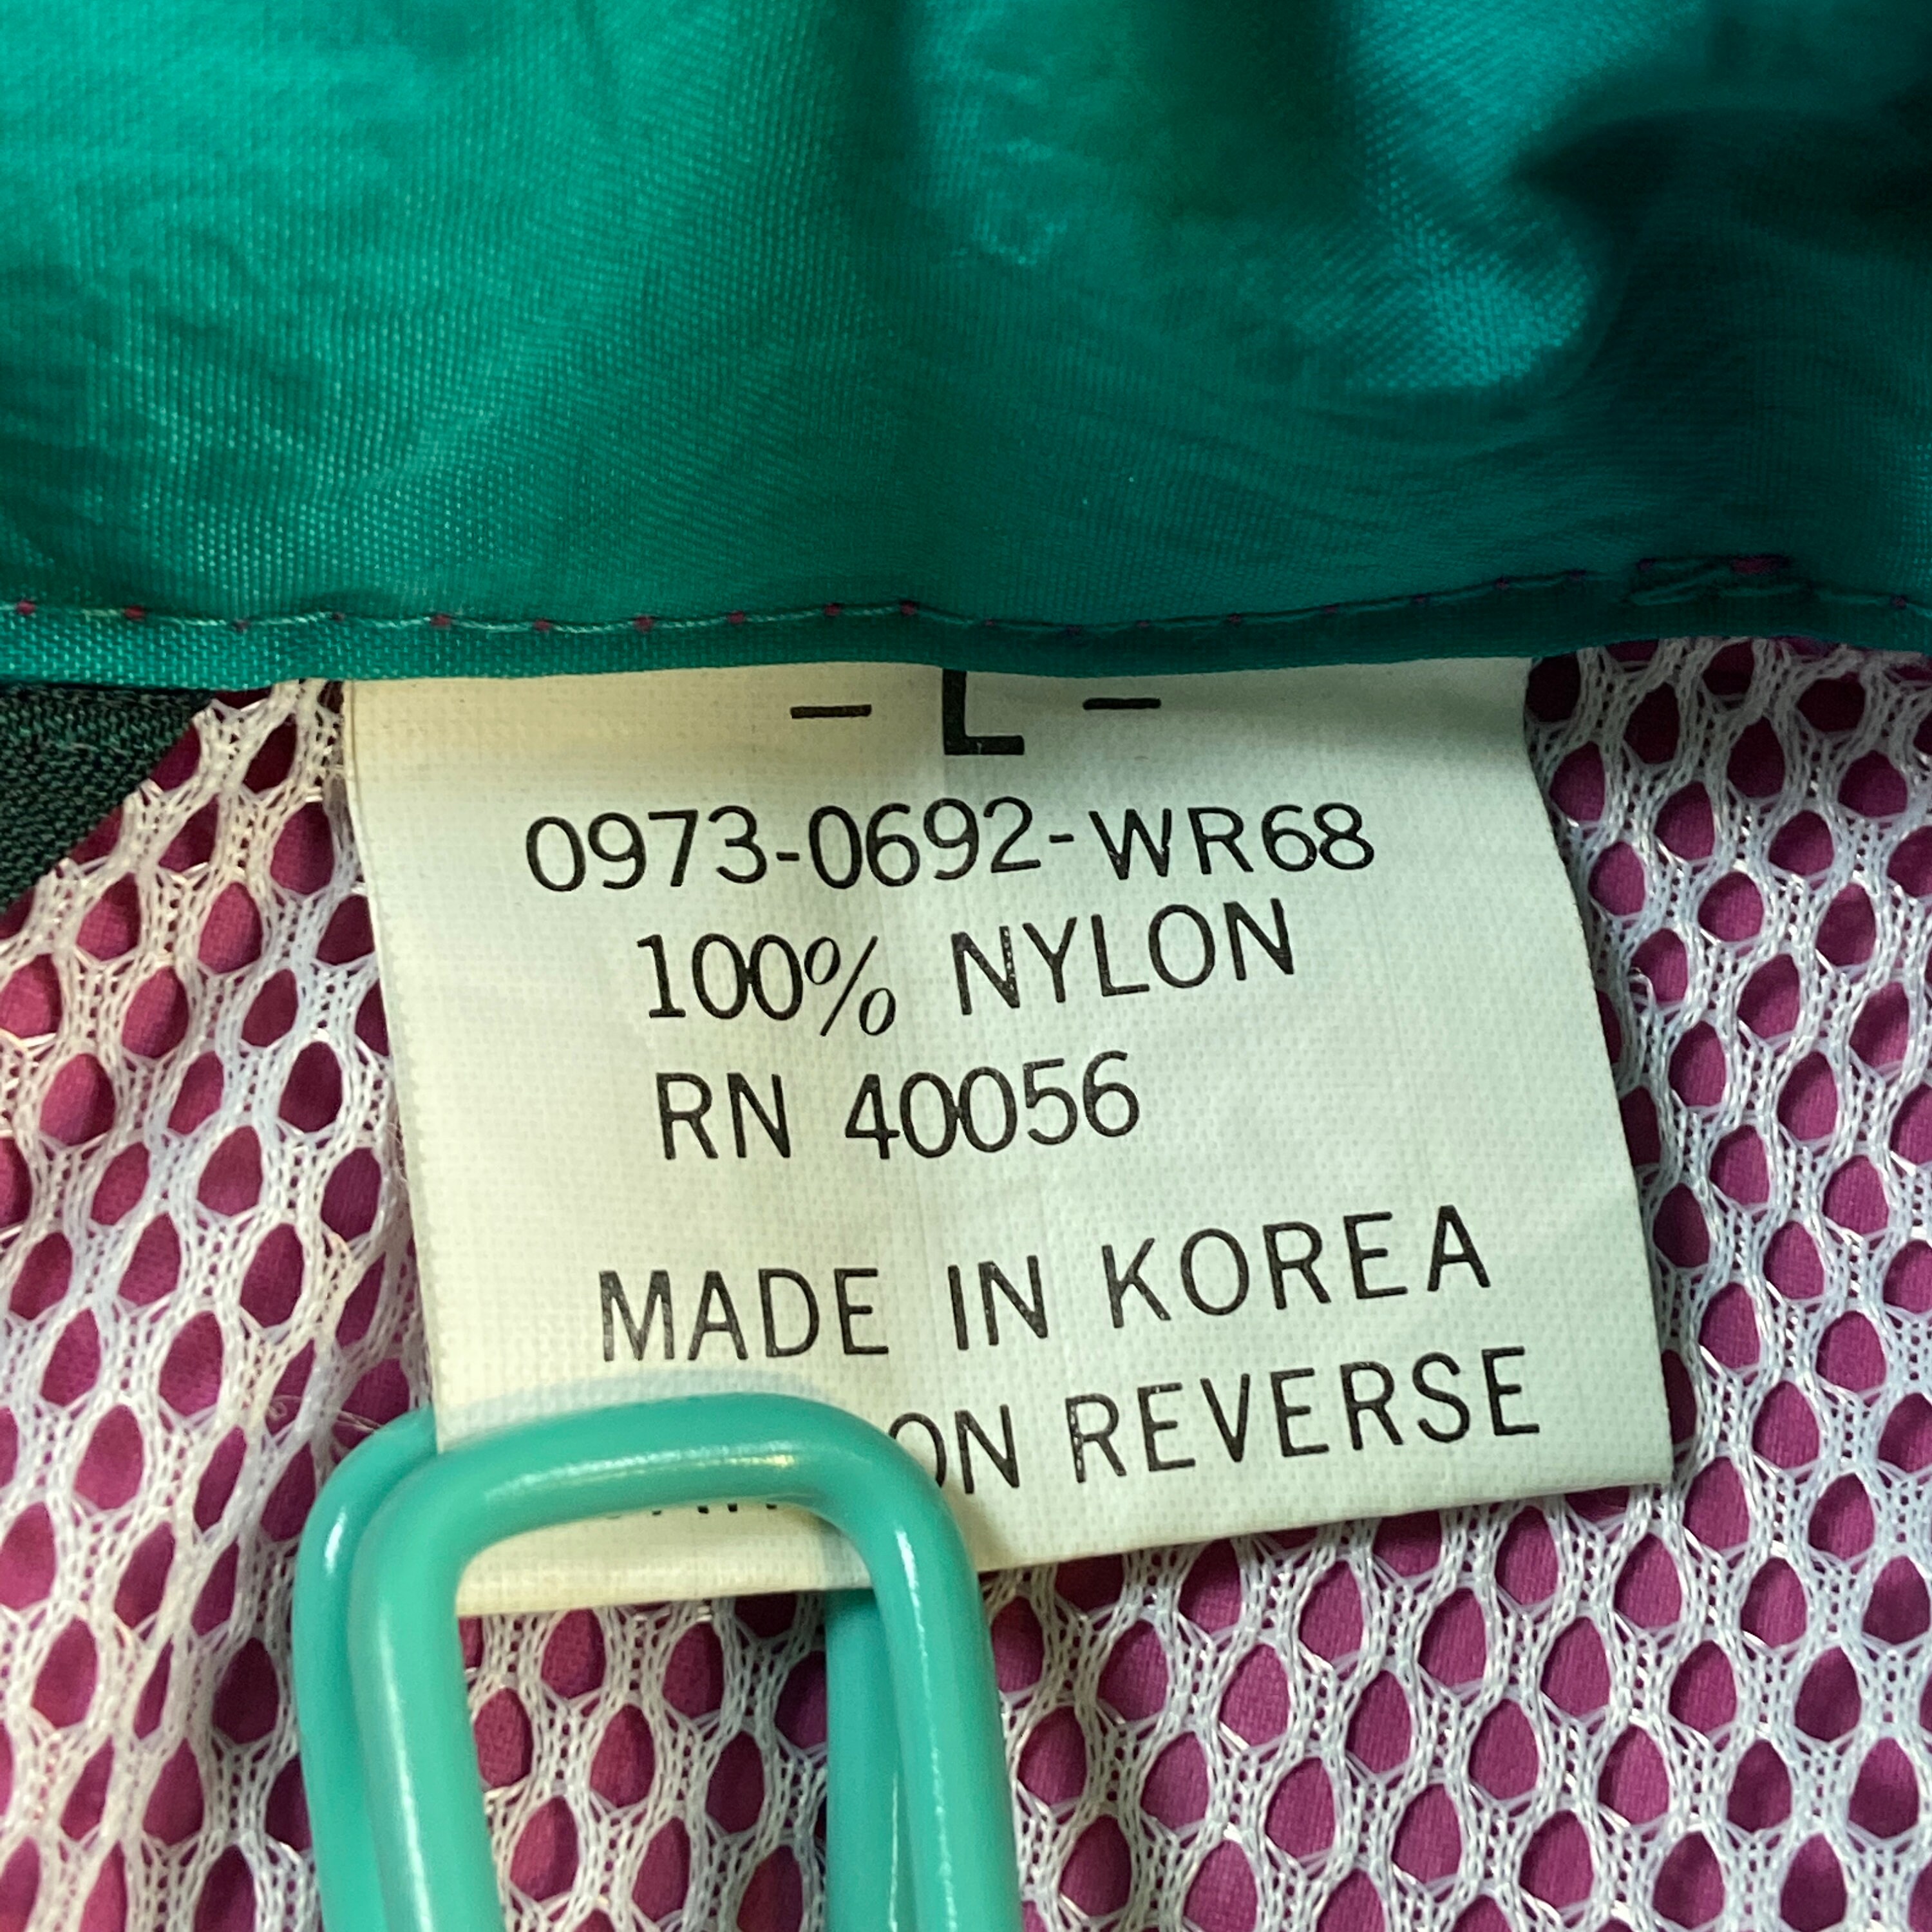 - L -
0973-0692-WR68
100% NYLON
RN 40056
MADE IN KOREA
ON REVERSE